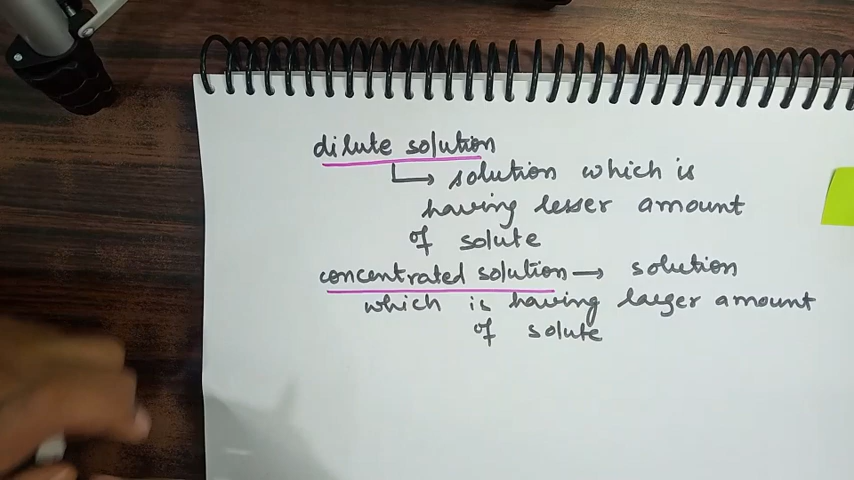 dilute solution
solution which is
having lesser amount
of solute
concentrated solution → solution
which is having larger amount
of solute